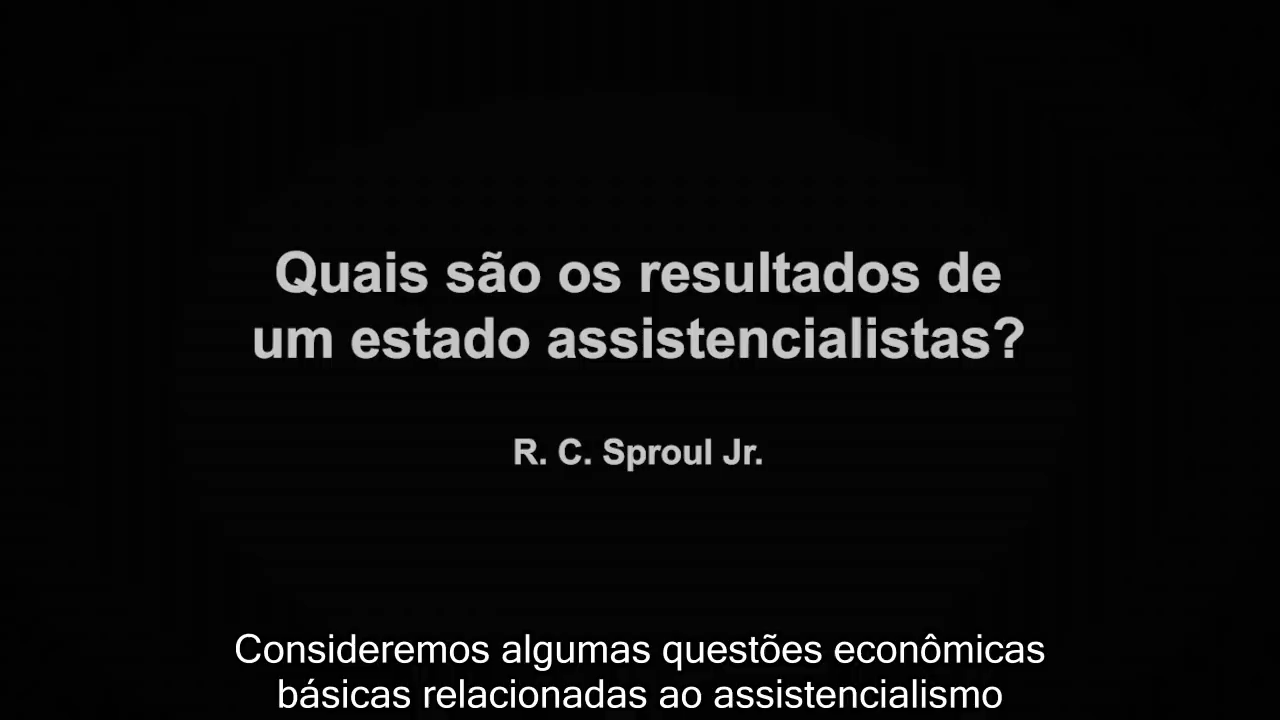 Quais são os resultados de
um estado assistencialistas?
R. C. Sproul Jr.
Consideremos algumas questões econômicas
básicas relacionadas ao assistencialismo